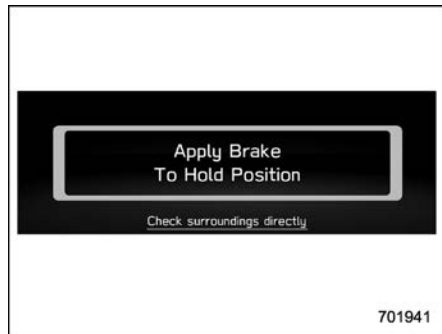 Apply Brake
To Hold Position
Check surroundings directly
701941